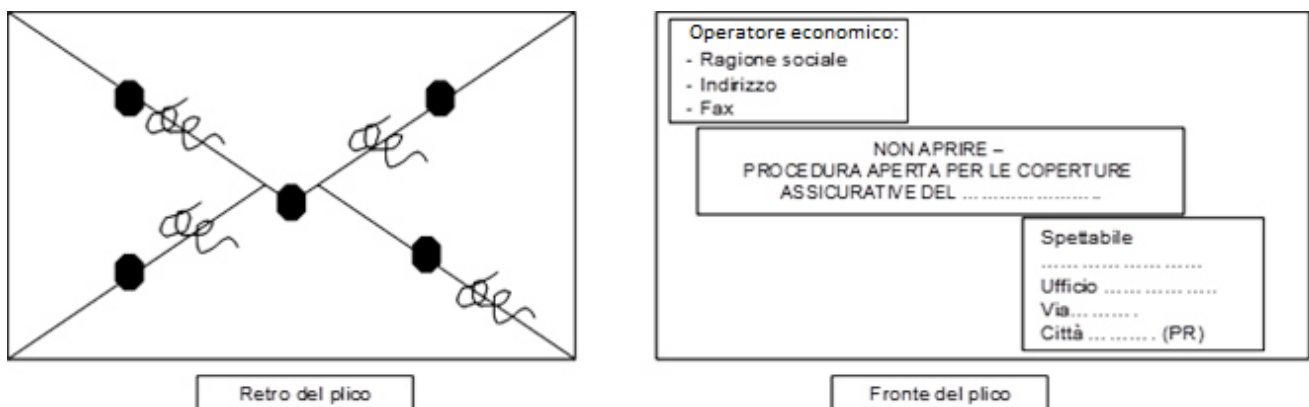 Operatore economico:
- Ragione sociale
- Indirizzo
- Fax
NON APRIRE –
PROCEDURA APERTA PER LE COPERTURE
ASSICURATIVE DEL ………………………..
Spettabile
…………………………
Ufficio …………………..
Via……….
Città ………. (PR)
Retro del plico
Fronte del plico